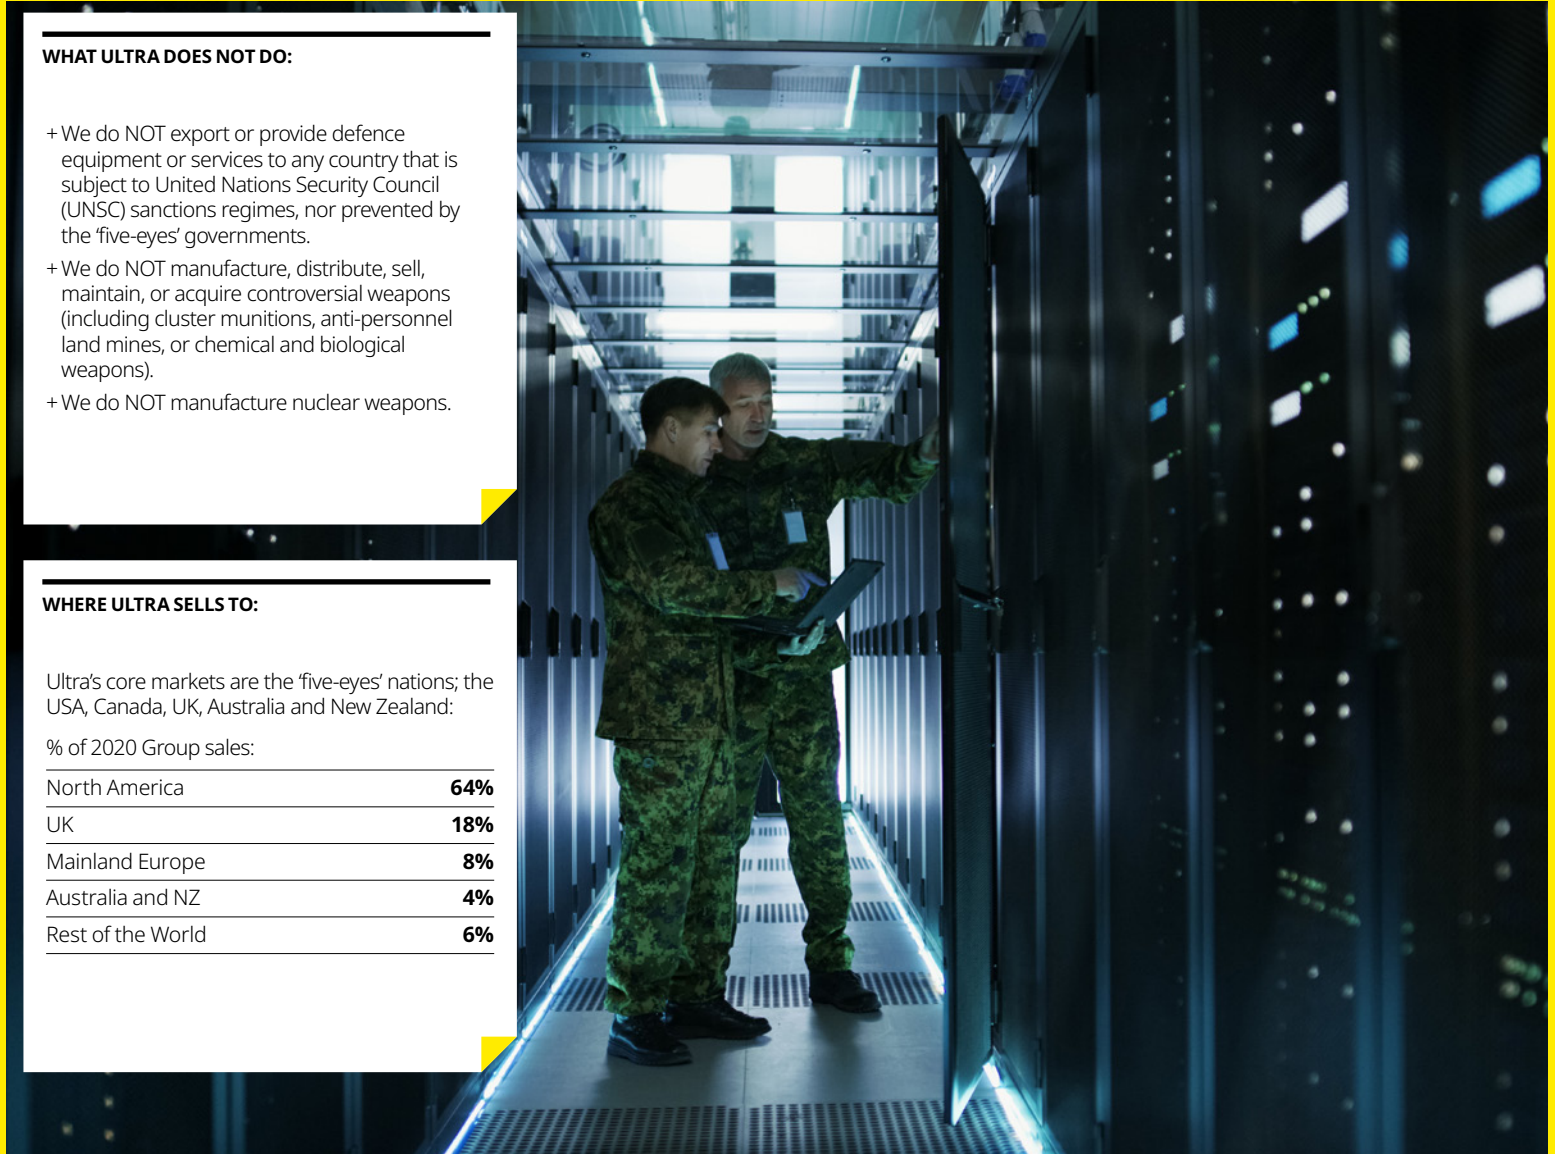 WHAT ULTRA DOES NOT DO:
+ We do NOT export or provide defence
equipment or services to any country that is
subject to United Nations Security Council
(UNSC) sanctions regimes, nor prevented by
the ‘five-eyes’ governments.
+ We do NOT manufacture, distribute, sell,
maintain, or acquire controversial weapons
(including cluster munitions, anti-personnel
land mines, or chemical and biological
weapons).
+ We do NOT manufacture nuclear weapons.
WHERE ULTRA SELLS TO:
Ultra’s core markets are the ‘five-eyes’ nations; the
USA, Canada, UK, Australia and New Zealand:
% of 2020 Group sales:
North America 64%
UK 18%
Mainland Europe 8%
Australia and NZ 4%
Rest of the World 6%